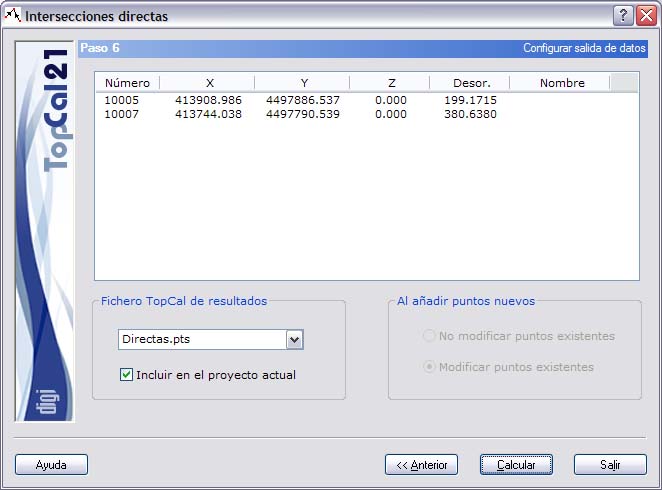 Intersecciones directas
Paso 6 Configurar salida de datos
TopCal21
digi
Número X Y Z Desor. Nombre
10005 413908.986 4497886.537 0.000 199.1715
10007 413744.038 4497790.539 0.000 380.6380
Fichero TopCal de resultados
Directas.pts
Incluir en el proyecto actual
Al añadir puntos nuevos
No modificar puntos existentes
Modificar puntos existentes
Ayuda << Anterior Calcular Salir